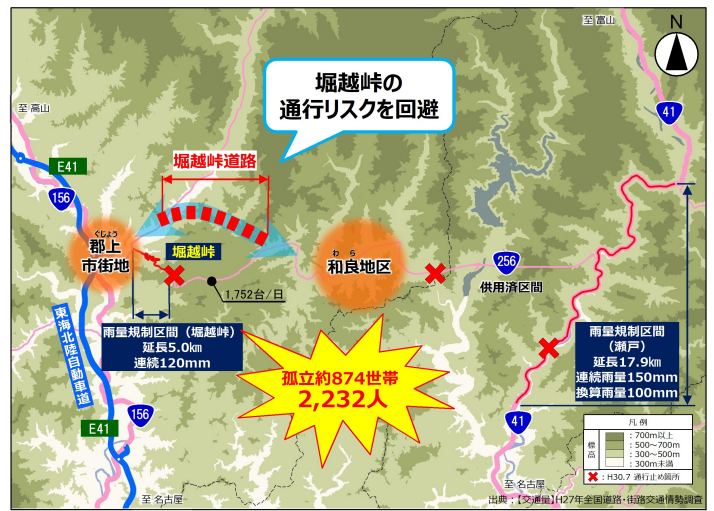 至 富山
N
堀越峠の
通行リスクを回避
至 高山
41
E41
156
堀越峠道路
ぐじょう
郡上
市街地
堀越峠
わ ら
和良地区
256
供用済区間
1,752台/日
東海北陸自動車道
雨量規制区間（堀越峠）
延長5.0km
連続120mm
雨量規制区間
（瀬戸）
延長17.9km
連続雨量150mm
換算雨量100mm
孤立約874世帯
2,232人
156
41
E41
凡 例
標高
：700m以上
：500～700m
：300～500m
：300m未満
：H30.7 通行止め箇所
至 名古屋
至 名古屋
出典：【交通量】H27年全国道路・街路交通情勢調査